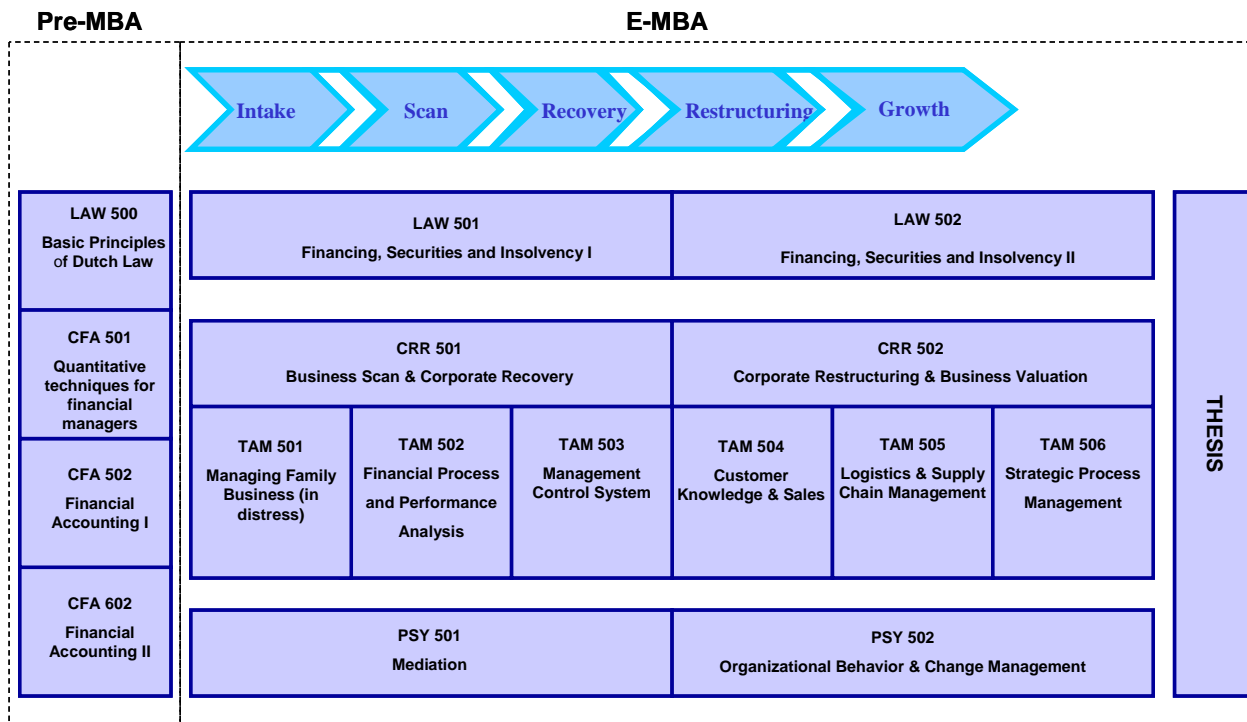 Pre-MBA
E-MBA
Intake
Scan
Recovery
Restructuring
Growth
LAW 500
Basic Principles
of Dutch Law
CFA 501
Quantitative
techniques for
financial
managers
CFA 502
Financial
Accounting I
CFA 602
Financial
Accounting II
LAW 501
Financing, Securities and Insolvency I
LAW 502
Financing, Securities and Insolvency II
CRR 501
Business Scan & Corporate Recovery
CRR 502
Corporate Restructuring & Business Valuation
TAM 501
Managing Family
Business (in
distress)
TAM 502
Financial Process
and Performance
Analysis
TAM 503
Management
Control System
TAM 504
Customer
Knowledge & Sales
TAM 505
Logistics & Supply
Chain Management
TAM 506
Strategic Process
Management
PSY 501
Mediation
PSY 502
Organizational Behavior & Change Management
THESIS